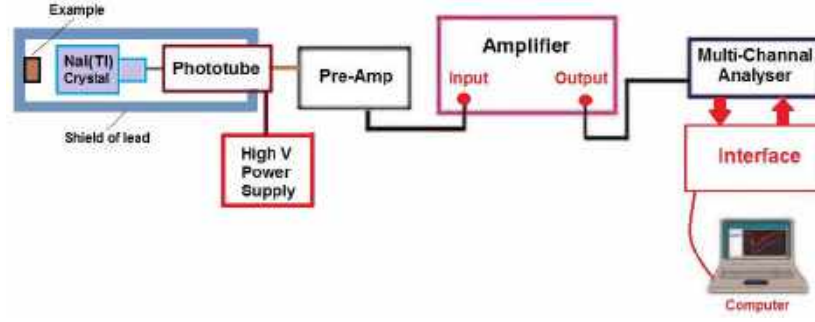 Example
NaI(Tl)
Crystal
Phototube
Shield of lead
High V
Power
Supply
Pre-Amp
Amplifier
Input
Output
Multi-Channal
Analyser
Interface
Computer